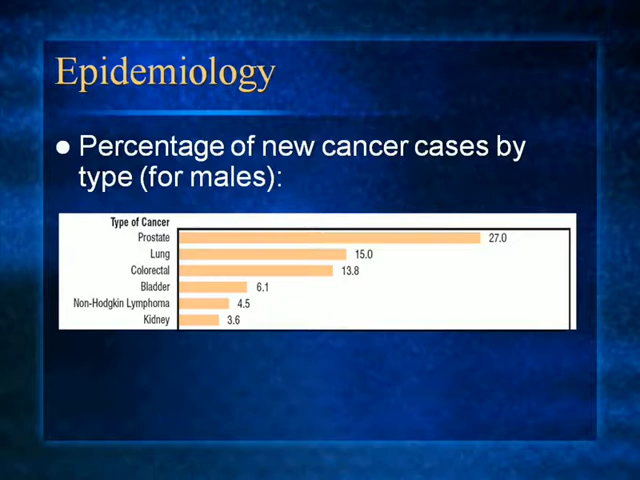 Epidemiology
Percentage of new cancer cases by
type (for males):
Type of Cancer
Prostate 27.0
Lung 15.0
Colorectal 13.8
Bladder 6.1
Non-Hodgkin Lymphoma 4.5
Kidney 3.6